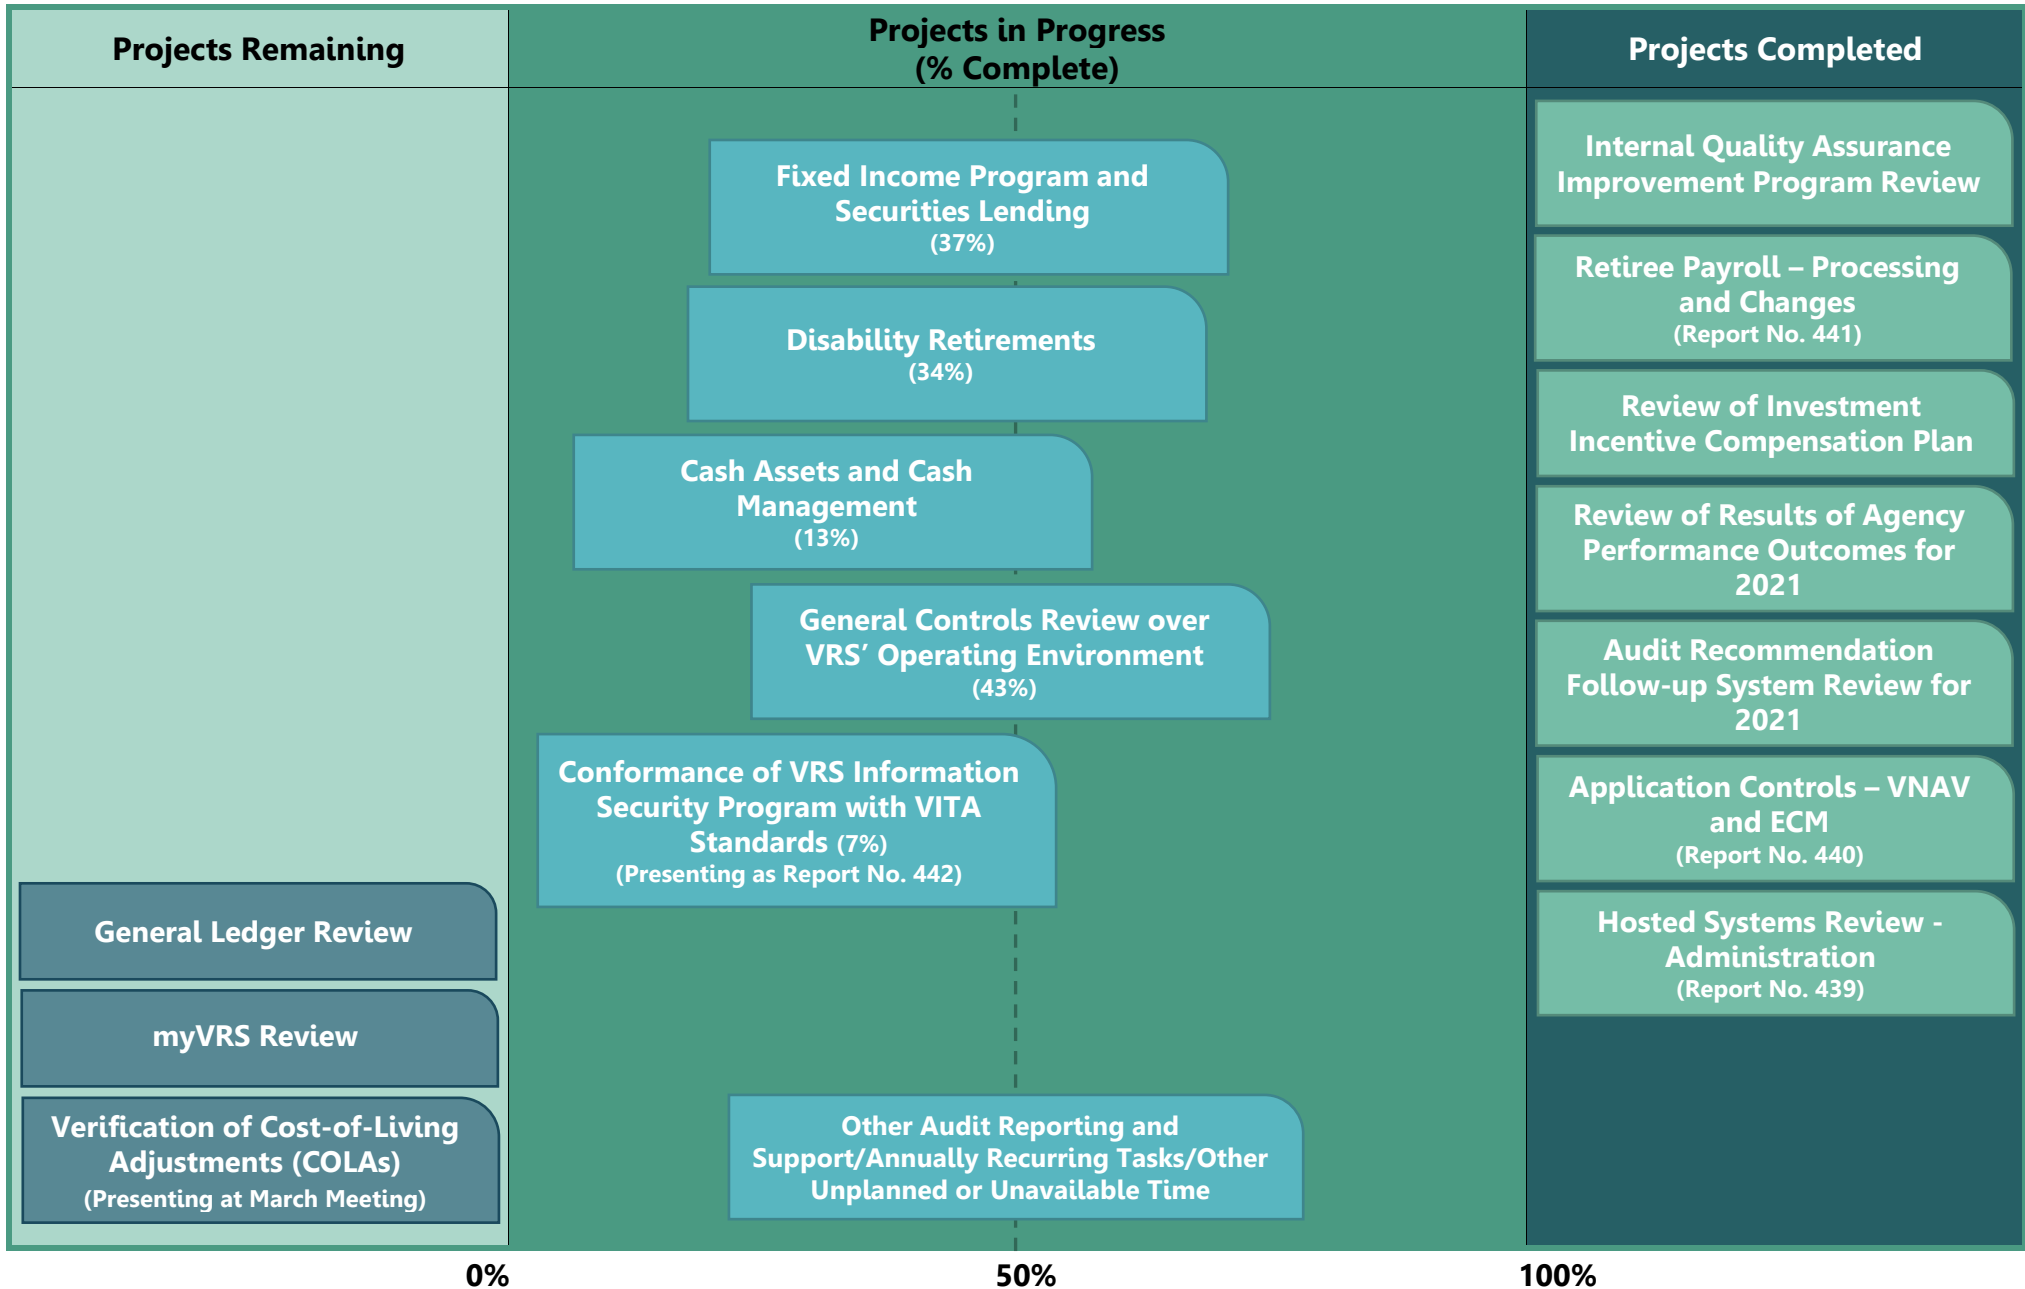 Projects Remaining
Projects in Progress
(% Complete)
Projects Completed
General Ledger Review
myVRS Review
Verification of Cost-of-Living
Adjustments (COLAs)
(Presenting at March Meeting)
Fixed Income Program and
Securities Lending
(37%)
Disability Retirements
(34%)
Cash Assets and Cash
Management
(13%)
General Controls Review over
VRS’ Operating Environment
(43%)
Conformance of VRS Information
Security Program with VITA
Standards (7%)
(Presenting as Report No. 442)
Other Audit Reporting and
Support/Annually Recurring Tasks/Other
Unplanned or Unavailable Time
Internal Quality Assurance
Improvement Program Review
Retiree Payroll – Processing
and Changes
(Report No. 441)
Review of Investment
Incentive Compensation Plan
Review of Results of Agency
Performance Outcomes for
2021
Audit Recommendation
Follow-up System Review for
2021
Application Controls – VNAV
and ECM
(Report No. 440)
Hosted Systems Review -
Administration
(Report No. 439)
0%
50%
100%